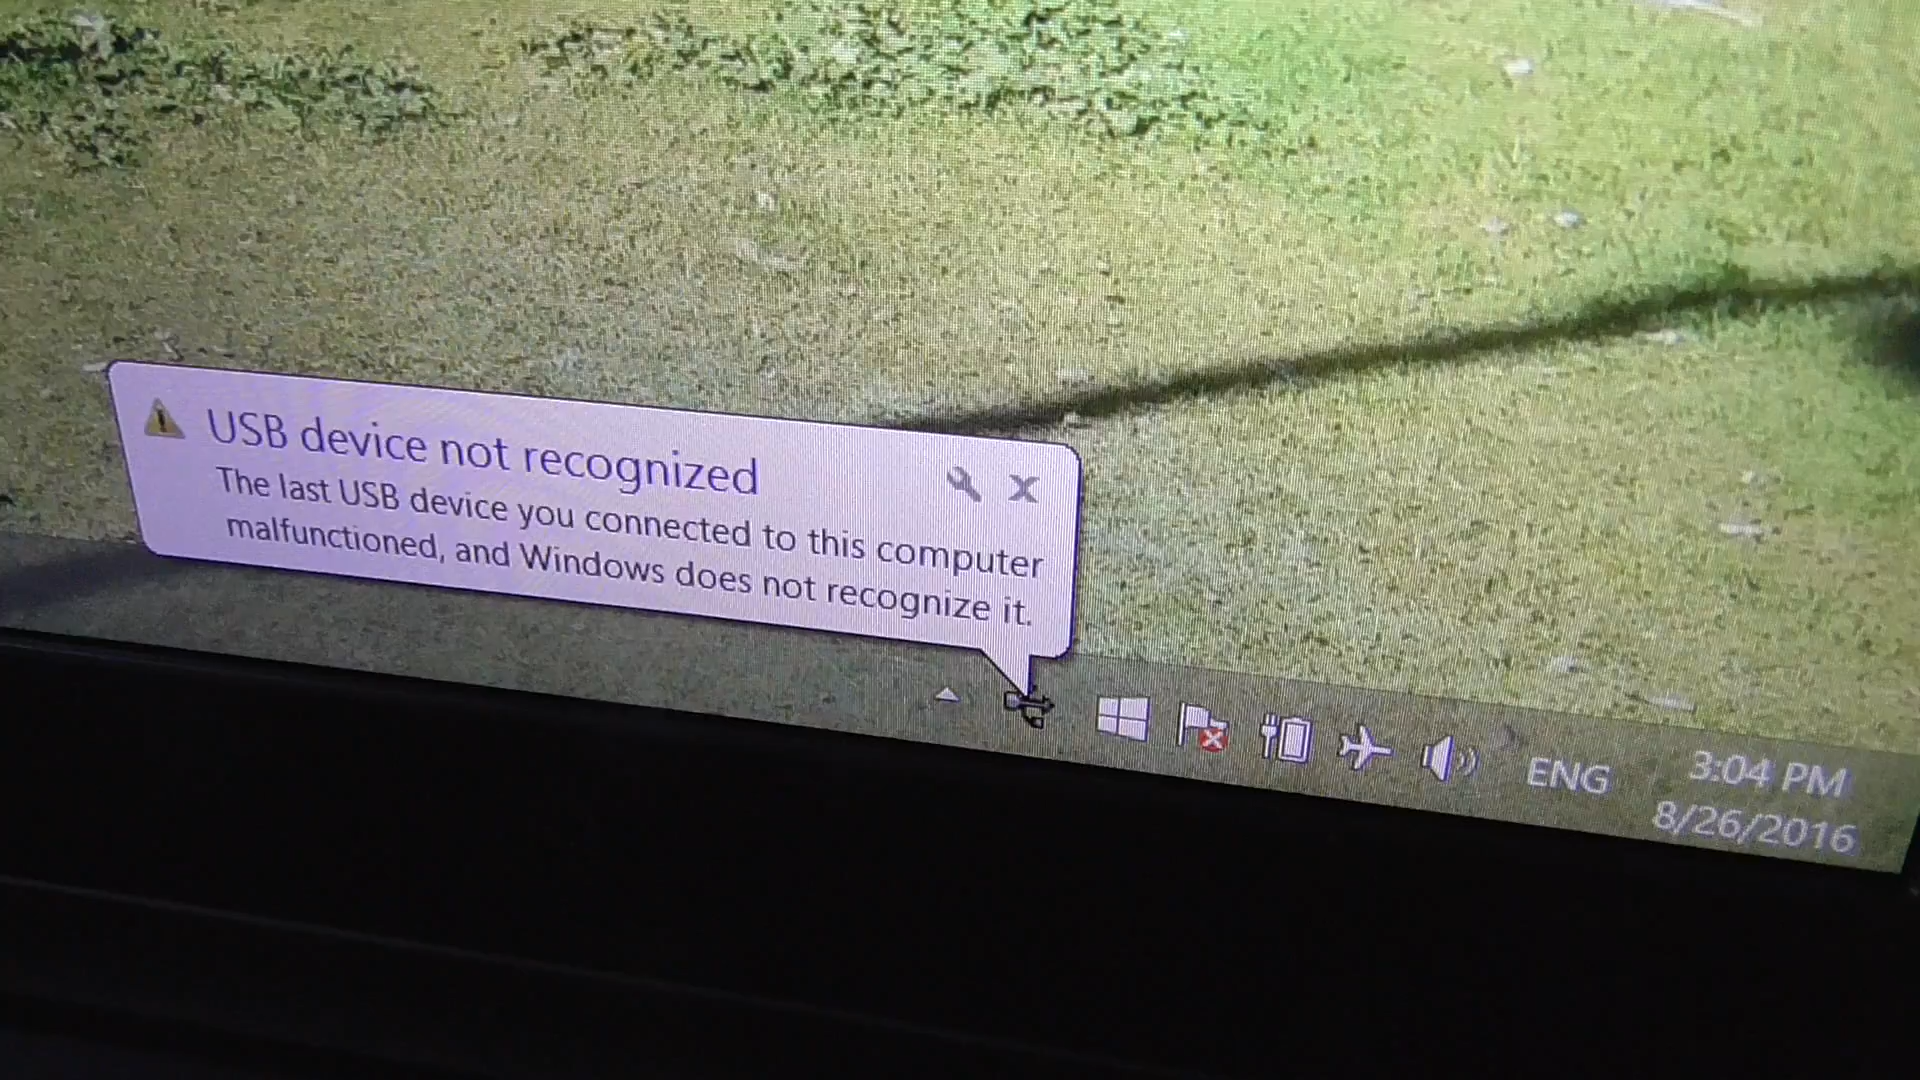 USB device not recognized
The last USB device you connected to this computer
malfunctioned, and Windows does not recognize it.
ENG
3:04 PM
8/26/2016